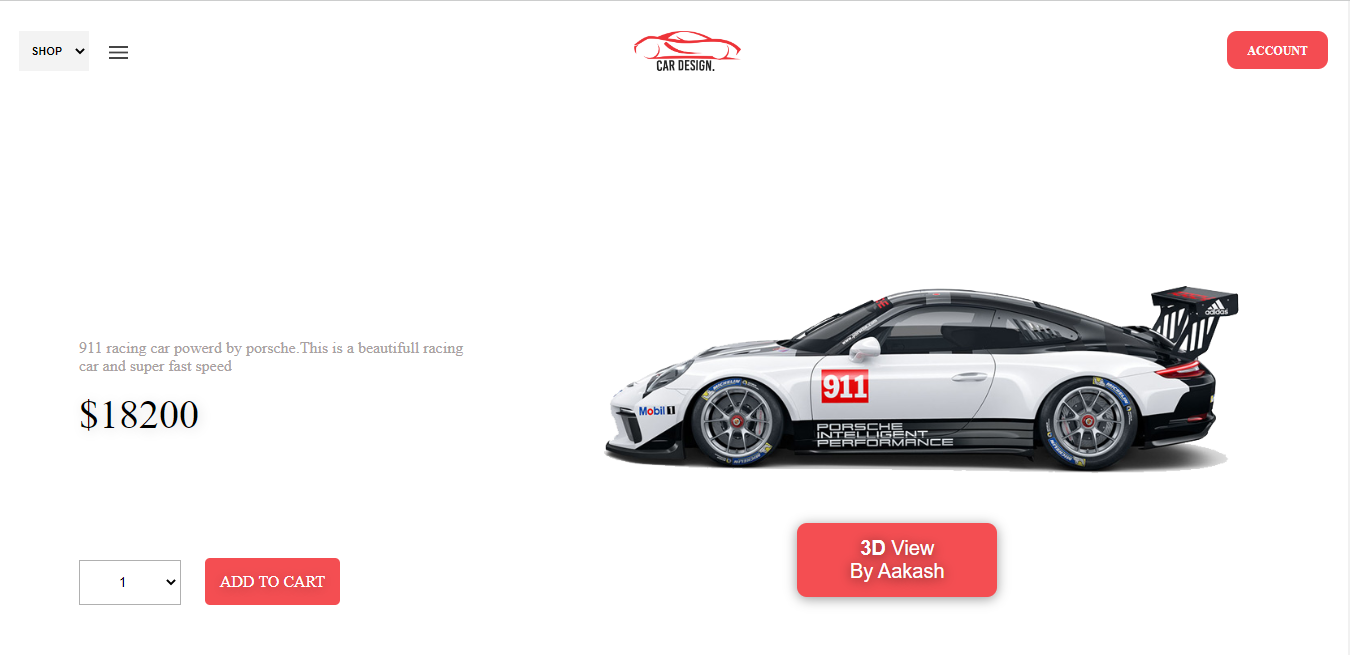 SHOP
CAR DESIGN.
ACCOUNT
911 racing car powerd by porsche.This is a beautifull racing
car and super fast speed
$18200
adidas
911
Mobil 1
MICHELIN
MICHELIN
PORSCHE
INTELLIGENT
PERFORMANCE
3D View
By Aakash
1
ADD TO CART